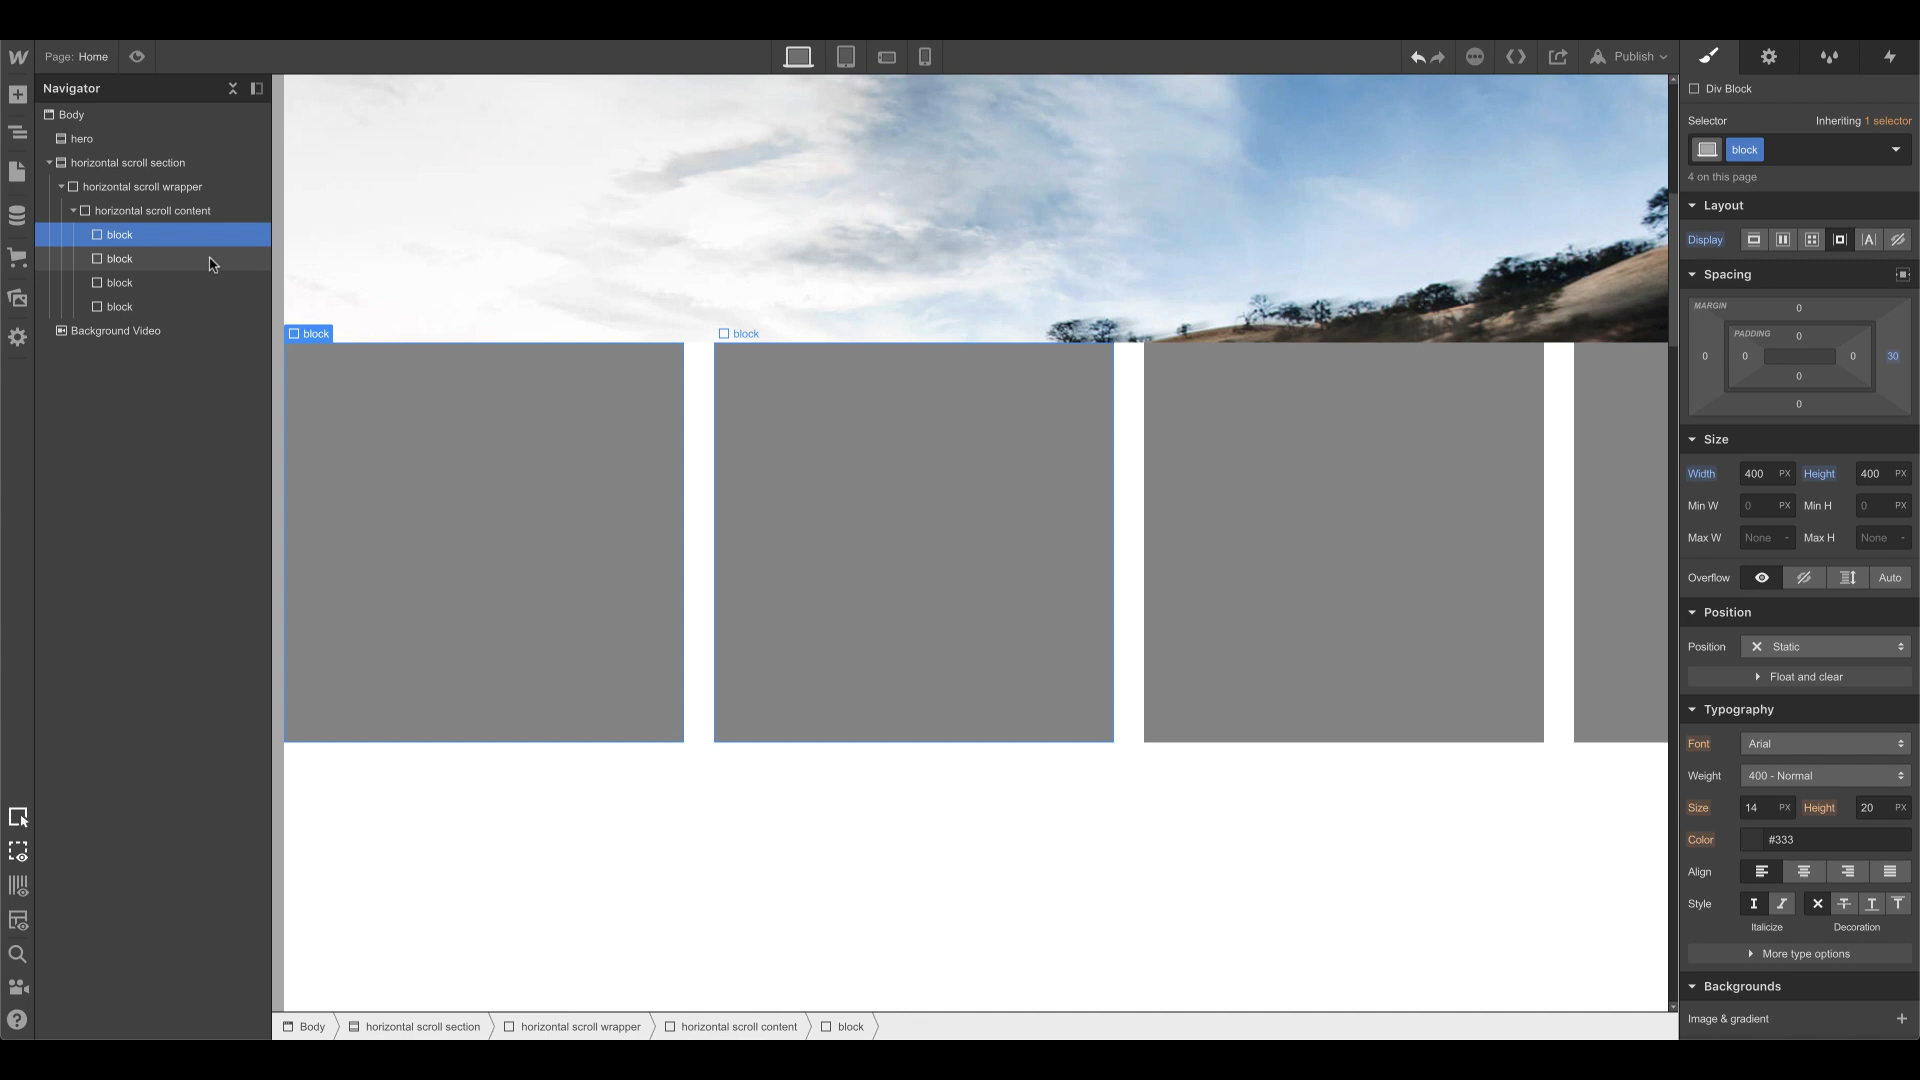 Page: Home
Publish
Navigator
Body
hero
horizontal scroll section
horizontal scroll wrapper
horizontal scroll content
block
block
block
block
Background Video
block
block
Body
horizontal scroll section
horizontal scroll wrapper
horizontal scroll content
block
Div Block
Selector Inheriting 1 selector
block
4 on this page
Layout
Display
Spacing
MARGIN 0
PADDING 0
0 0 0 30
0
0
Size
Width 400 PX Height 400 PX
Min W 0 PX Min H 0 PX
Max W None - Max H None -
Overflow Auto
Position
Position Static
Float and clear
Typography
Font Arial
Weight 400 - Normal
Size 14 PX Height 20 PX
Color #333
Align
Style
Italicize Decoration
More type options
Backgrounds
Image & gradient